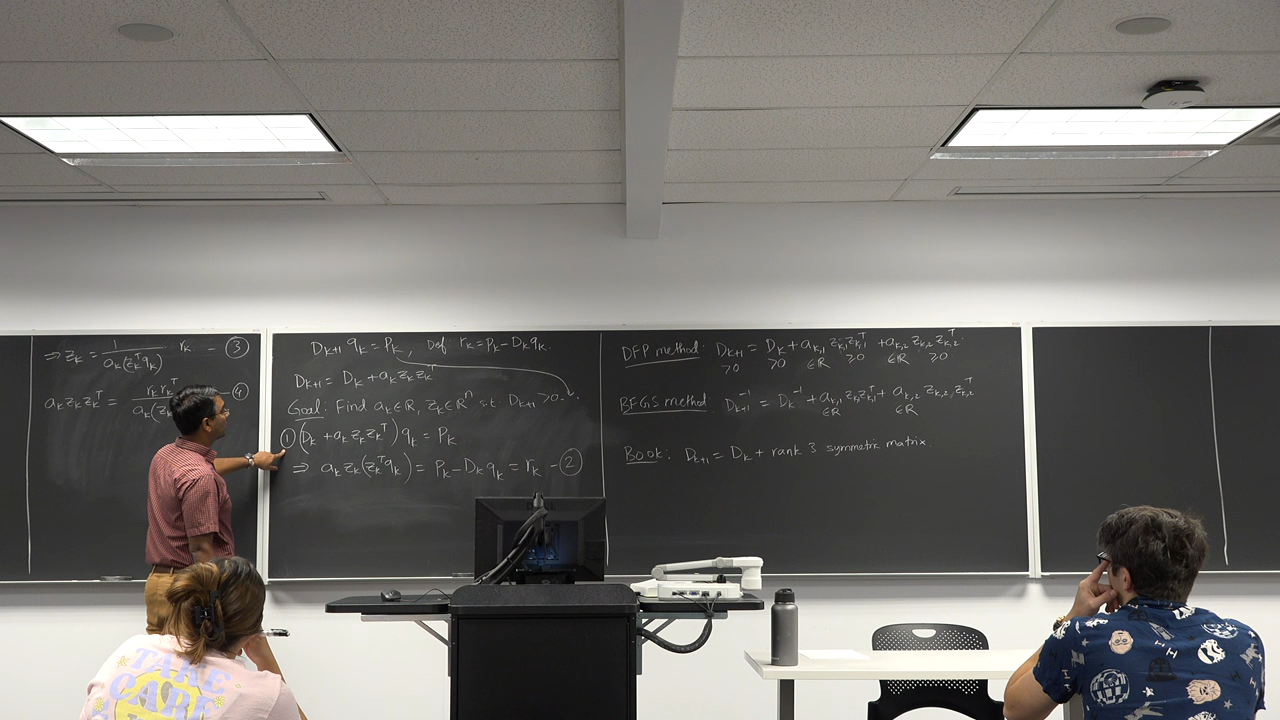 ⇒ z_k = 1/(a_k(z_k^T q_k)) r_k — ③
a_k z_k z_k^T = r_k r_k^T/(a_k(z — ④
D_{k+1} q_k = P_k, Def r_k = P_k - D_k q_k.
D_{k+1} = D_k + a_k z_k z_k^T
Goal: Find a_k ∈ R, z_k ∈ R^n s.t. D_{k+1} > 0.
① (D_k + a_k z_k z_k^T) q_k = P_k
⇒ a_k z_k (z_k^T q_k) = P_k - D_k q_k = r_k — ②
DFP method: D_{k+1} = D_k + a_{k,1} z_{k,1} z_{k,1}^T + a_{k,2} z_{k,2} z_{k,2}^T
>0 >0 ∈R ≥0 ∈R ≥0
BFGS method: D_{k+1}^{-1} = D_k^{-1} + a_{k,1} z_{k,1} z_{k,1}^T + a_{k,2} z_{k,2} z_{k,2}^T
∈R ∈R
Book: D_{k+1} = D_k + rank 3 symmetric matrix.
TAKE
CARE